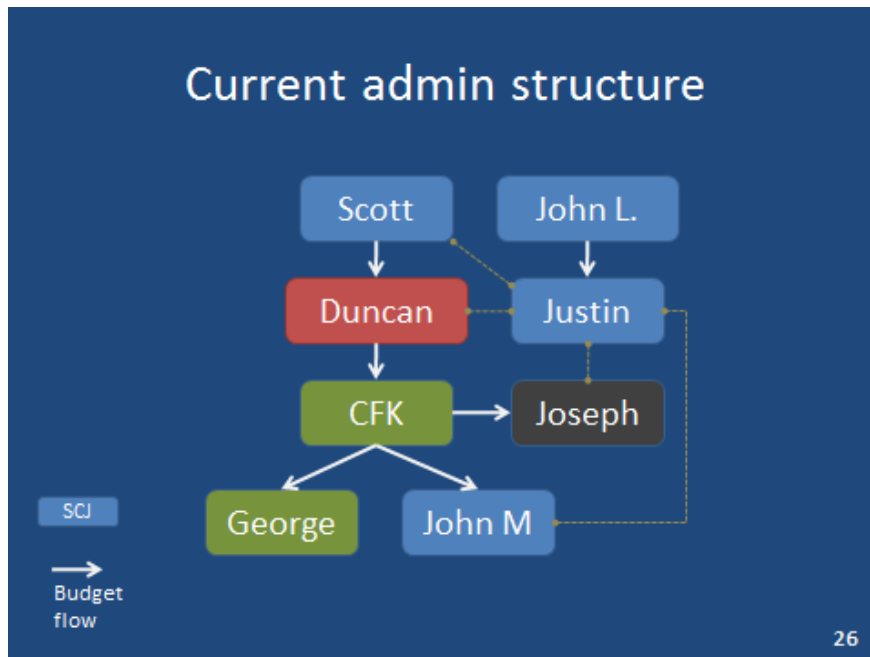 Current admin structure
Scott
John L.
Duncan
Justin
CFK
Joseph
George
John M
SCJ
Budget
flow
26